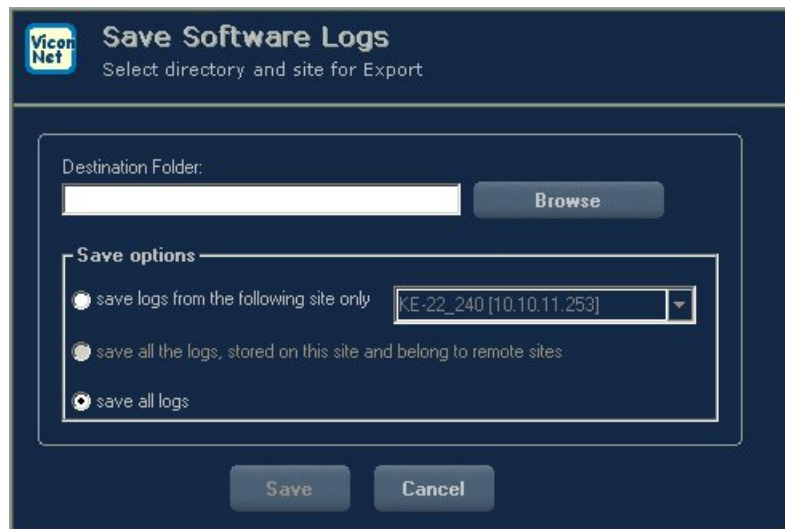 Vicon
Net
Save Software Logs
Select directory and site for Export
Destination Folder:
Browse
Save options
save logs from the following site only
KE-22_240 [10.10.11.253]
save all the logs, stored on this site and belong to remote sites
save all logs
Save
Cancel